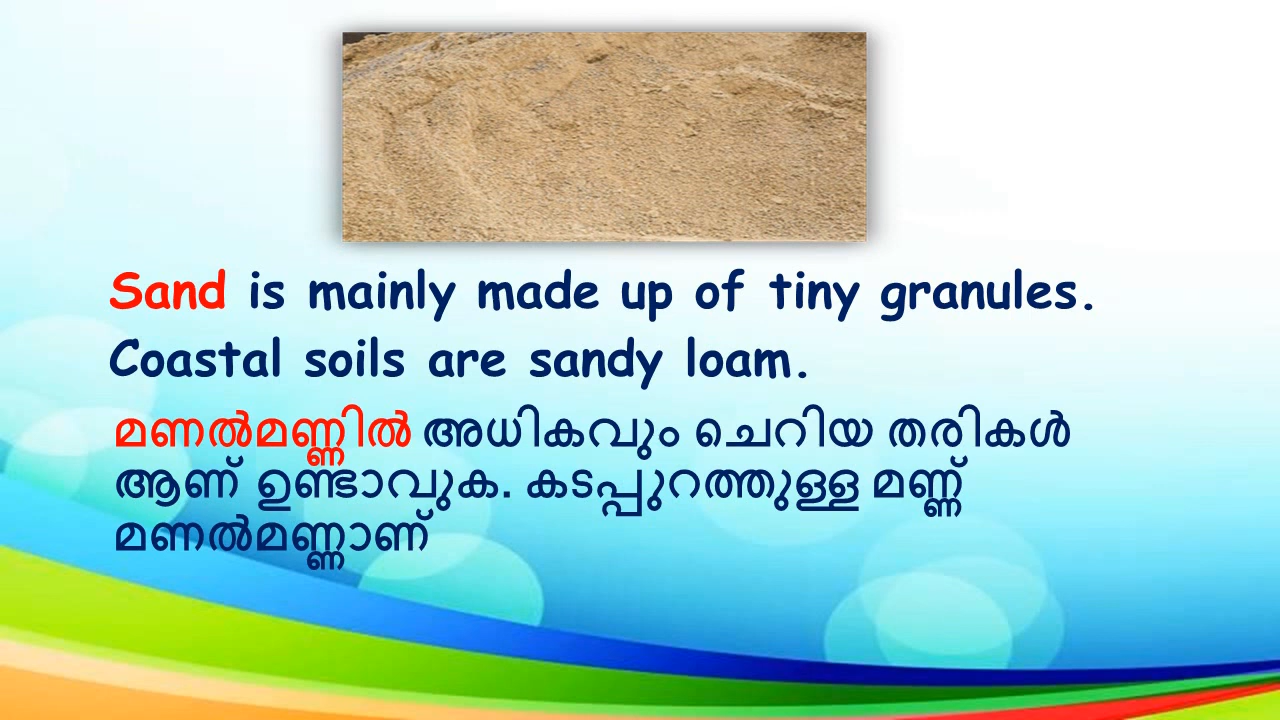 Sand is mainly made up of tiny granules.
Coastal soils are sandy loam.
മണൽമണ്ണിൽ അധികവും ചെറിയ തരികൾ
ആണ് ഉണ്ടാവുക. കടപ്പുറത്തുള്ള മണ്ണ്
മണൽമണ്ണാണ്